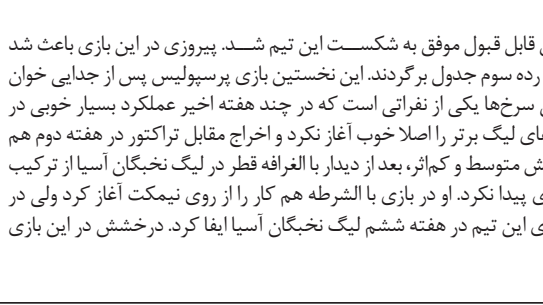 قابل قبول موفق به شکست این تیم شد. پیروزی در این بازی باعث شد
رده سوم جدول برگردند. این نخستین بازی پرسپولیس پس از جدایی خوان
سرخ‌ها یکی از نفراتی است که در چند هفته اخیر عملکرد بسیار خوبی در
لیگ برتر را اصلا خوب آغاز نکرد و اخراج مقابل تراکتور در هفته دوم هم
متوسط و کم‌اثر، بعد از دیدار با الغرافه قطر در لیگ نخبگان آسیا از ترکیب
پیدا نکرد. او در بازی با الشرطه هم کار را از روی نیمکت آغاز کرد ولی در
این تیم در هفته ششم لیگ نخبگان آسیا ایفا کرد. درخشش در این بازی